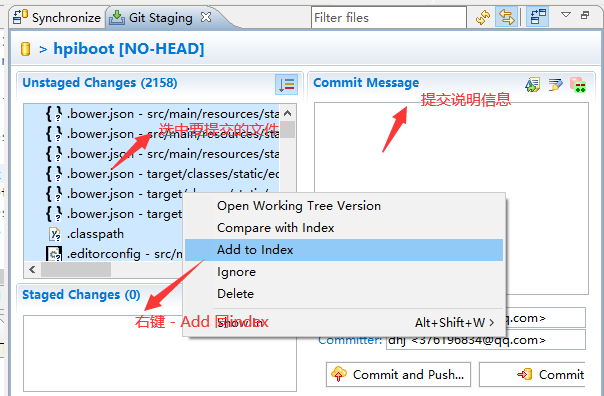 Synchronize
Git Staging
Filter files
> hpiboot [NO-HEAD]
Unstaged Changes (2158)
Commit Message
提交说明信息
.bower.json - src/main/resources/sta
选中要提交的文件
.bower.json - src/main/resources/sta
.bower.json - src/main/resources/sta
.bower.json - target/classes/static/ec
.bower.json - target/classes/static/
.bower.json - target
.classpath
.editorconfig - src/m
Open Working Tree Version
Compare with Index
Add to Index
Ignore
Delete
Show In Alt+Shift+W >
Staged Changes (0)
右键 - Add 回index
qq.com>
Committer: dhj <376196834@qq.com>
Commit and Push...
Commit